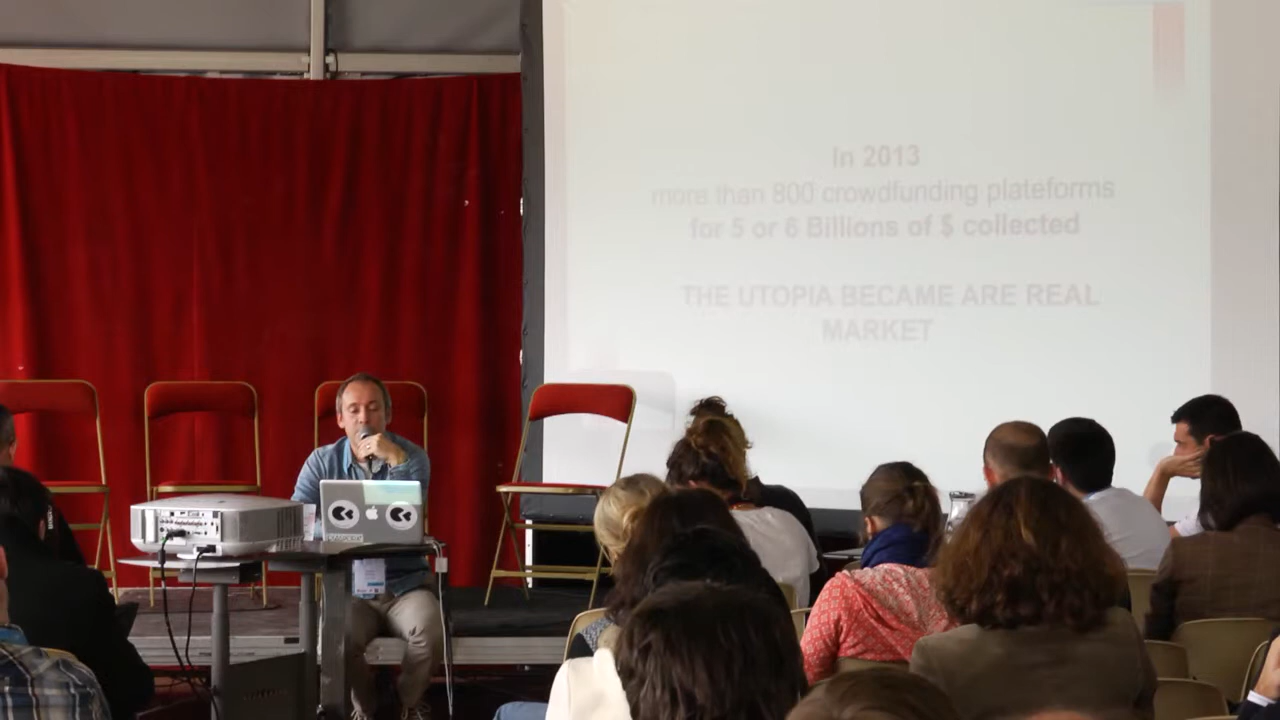 In 2013
more than 800 crowdfunding plateforms
for 5 or 6 Billions of $ collected
THE UTOPIA BECAME ARE REAL
MARKET